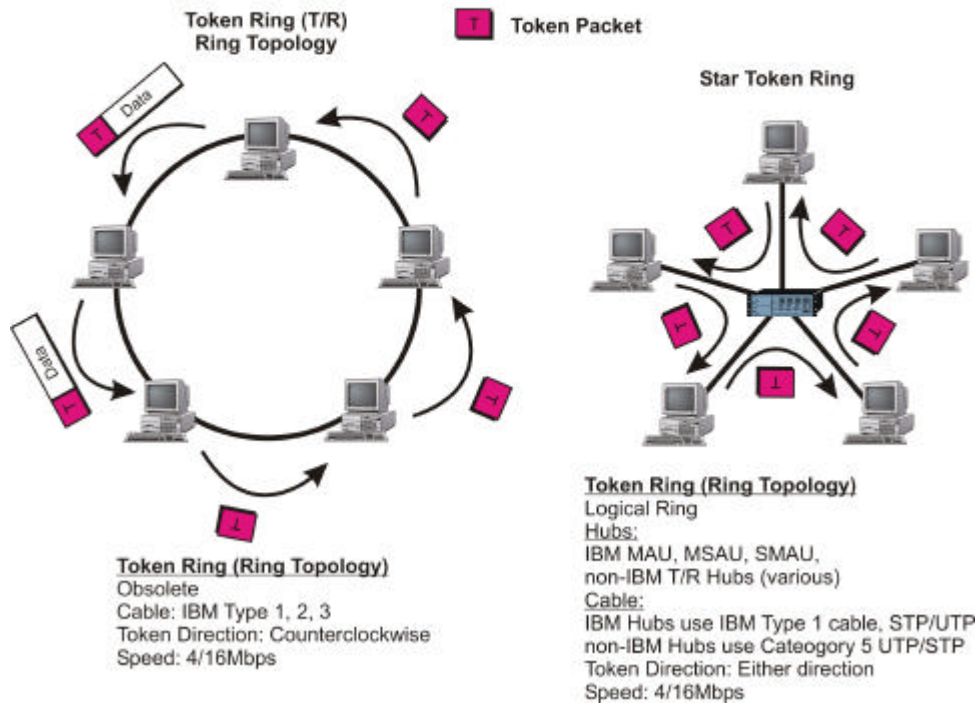 Token Ring (T/R)
Ring Topology
T
Token Packet
Star Token Ring
T
Data
T
T
T
T
Data
T
T
T
T
T
T
Token Ring (Ring Topology)
Obsolete
Cable: IBM Type 1, 2, 3
Token Direction: Counterclockwise
Speed: 4/16Mbps
Token Ring (Ring Topology)
Logical Ring
Hubs:
IBM MAU, MSAU, SMAU,
non-IBM T/R Hubs (various)
Cable:
IBM Hubs use IBM Type 1 cable, STP/UTP
non-IBM Hubs use Cateogory 5 UTP/STP
Token Direction: Either direction
Speed: 4/16Mbps